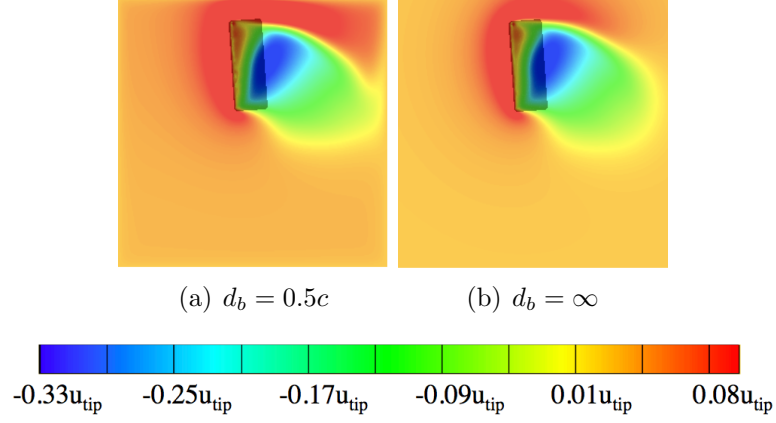 (a) d_b = 0.5c (b) d_b = ∞
-0.33u_tip -0.25u_tip -0.17u_tip -0.09u_tip 0.01u_tip 0.08u_tip